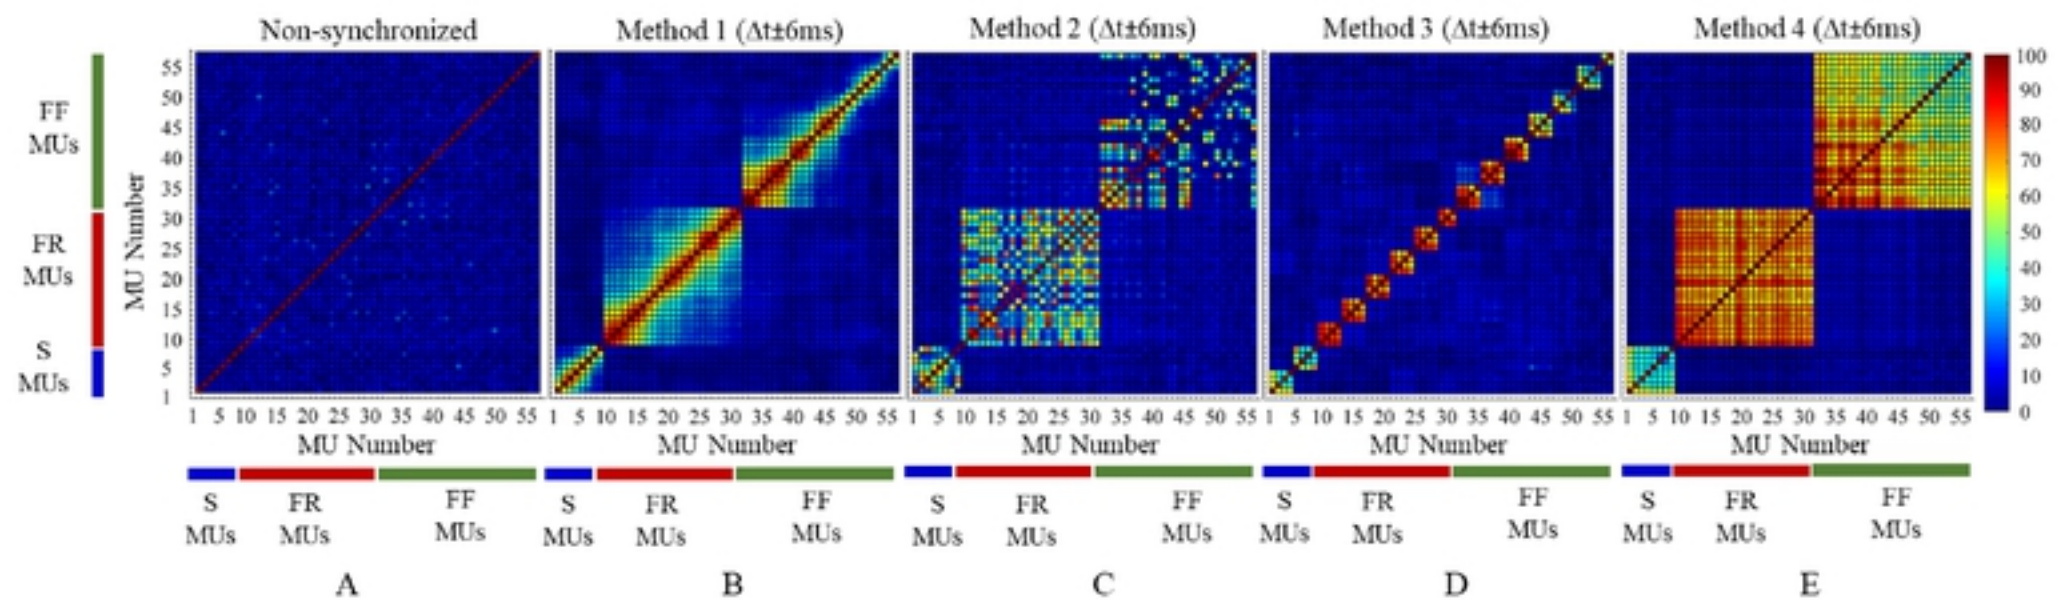 Non-synchronized
Method 1 (Δt±6ms)
Method 2 (Δt±6ms)
Method 3 (Δt±6ms)
Method 4 (Δt±6ms)
FF
MUs
FR
MUs
S
MUs
MU Number
55
50
45
40
35
30
25
20
15
10
5
1
100
90
80
70
60
50
40
30
20
10
0
1 5 10 15 20 25 30 35 40 45 50 55
1 5 10 15 20 25 30 35 40 45 50 55
1 5 10 15 20 25 30 35 40 45 50 55
1 5 10 15 20 25 30 35 40 45 50 55
1 5 10 15 20 25 30 35 40 45 50 55
MU Number
MU Number
MU Number
MU Number
MU Number
S FR FF
MUs MUs MUs
S FR FF
MUs MUs MUs
S FR FF
MUs MUs MUs
S FR FF
MUs MUs MUs
S FR FF
MUs MUs MUs
A
B
C
D
E